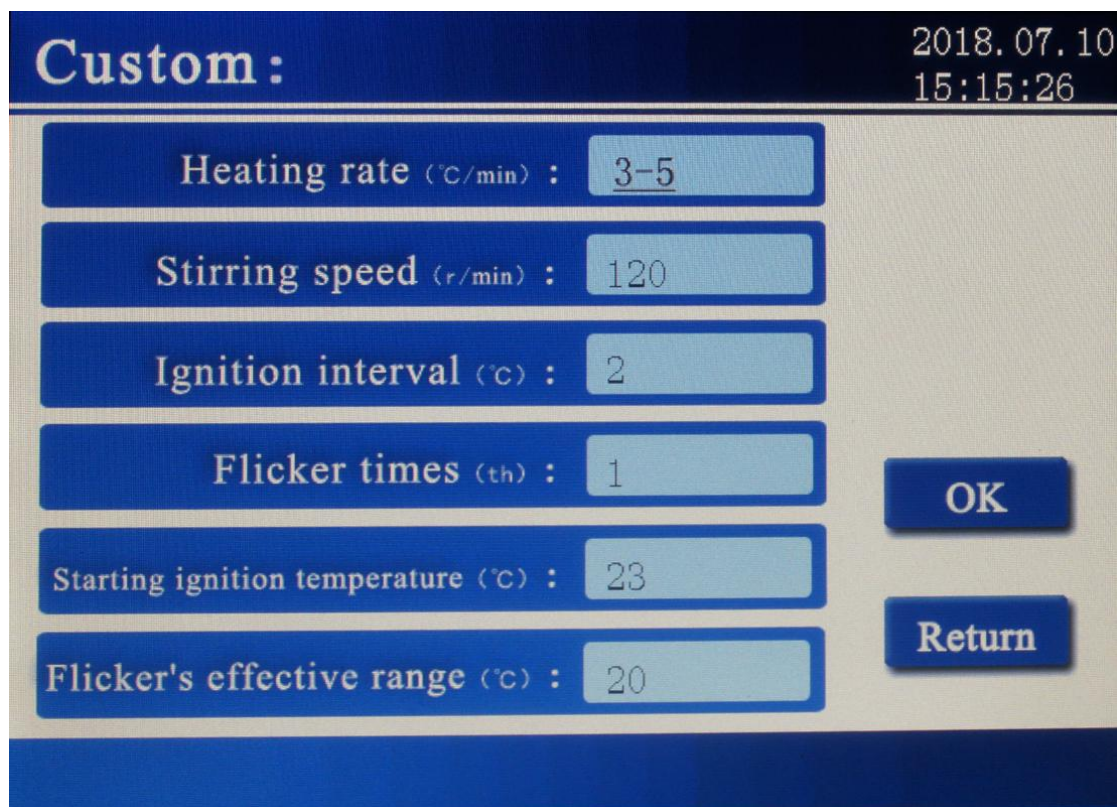 Custom:
2018.07.10
15:15:26
Heating rate (℃/min) : 3-5
Stirring speed (r/min) : 120
Ignition interval (℃) : 2
Flicker times (th) : 1
Starting ignition temperature (℃) : 23
Flicker's effective range (℃) : 20
OK
Return